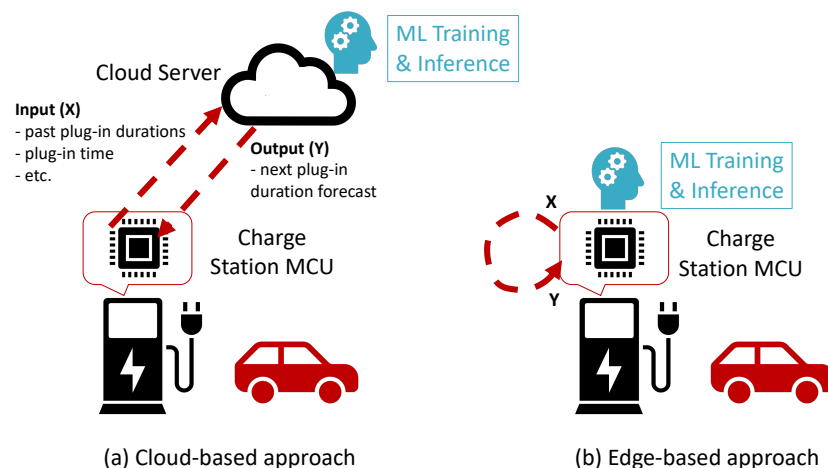 ML Training
& Inference
Cloud Server
Input (X)
- past plug-in durations
- plug-in time
- etc.
Output (Y)
- next plug-in
duration forecast
Charge
Station MCU
(a) Cloud-based approach
ML Training
& Inference
X
Charge
Station MCU
Y
(b) Edge-based approach